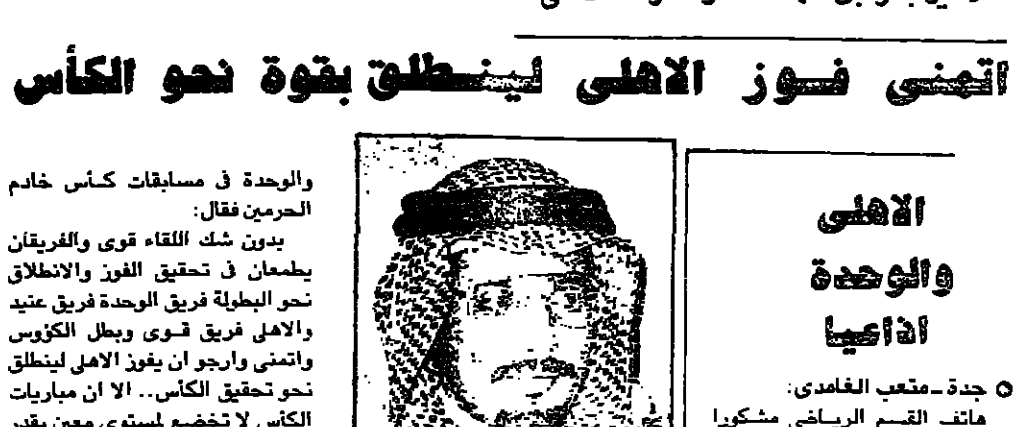 اتمنى فوز الاهلى لينطلق بقوة نحو الكأس
الاهلى
والوحدة
اذاعيا
جدة ـ متعب الغامدى:
هاتف القسم الرياضى مشكورا
والوحدة فى مسابقات كأس خادم
الحرمين فقال:
بدون شك اللقاء قوى والفريقان
يطمعان فى تحقيق الفوز والانطلاق
نحو البطولة فريق الوحدة فريق عنيد
والاهلى فريق قوى وبطل الكؤوس
واتمنى وارجو ان يفوز الاهلى لينطلق
نحو تحقيق الكأس.. الا ان مباريات
الكأس لا تخضع لمستوى معين بقدر